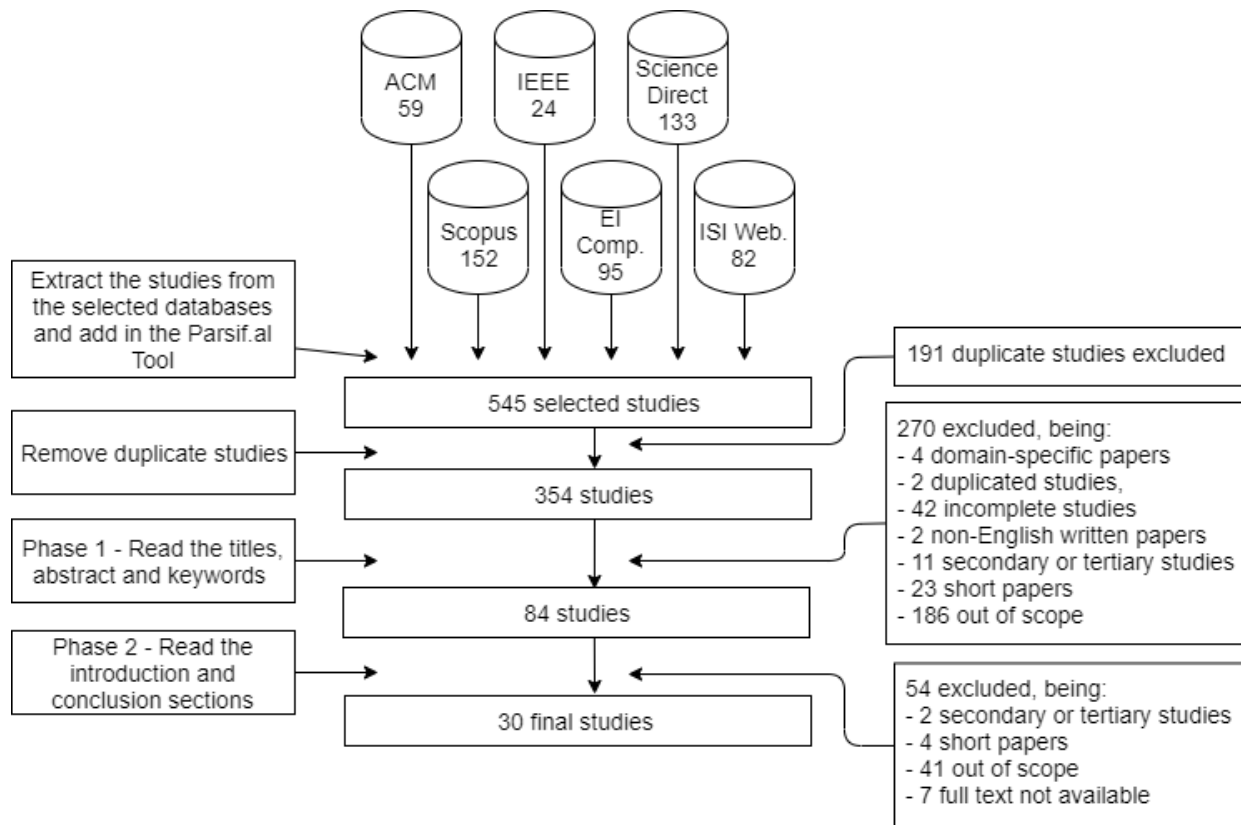 ACM
59
IEEE
24
Science
Direct
133
Scopus
152
EI
Comp.
95
ISI Web.
82
Extract the studies from
the selected databases
and add in the Parsif.al
Tool
545 selected studies
191 duplicate studies excluded
Remove duplicate studies
354 studies
270 excluded, being:
- 4 domain-specific papers
- 2 duplicated studies,
- 42 incomplete studies
- 2 non-English written papers
- 11 secondary or tertiary studies
- 23 short papers
- 186 out of scope
Phase 1 - Read the titles,
abstract and keywords
84 studies
Phase 2 - Read the
introduction and
conclusion sections
30 final studies
54 excluded, being:
- 2 secondary or tertiary studies
- 4 short papers
- 41 out of scope
- 7 full text not available